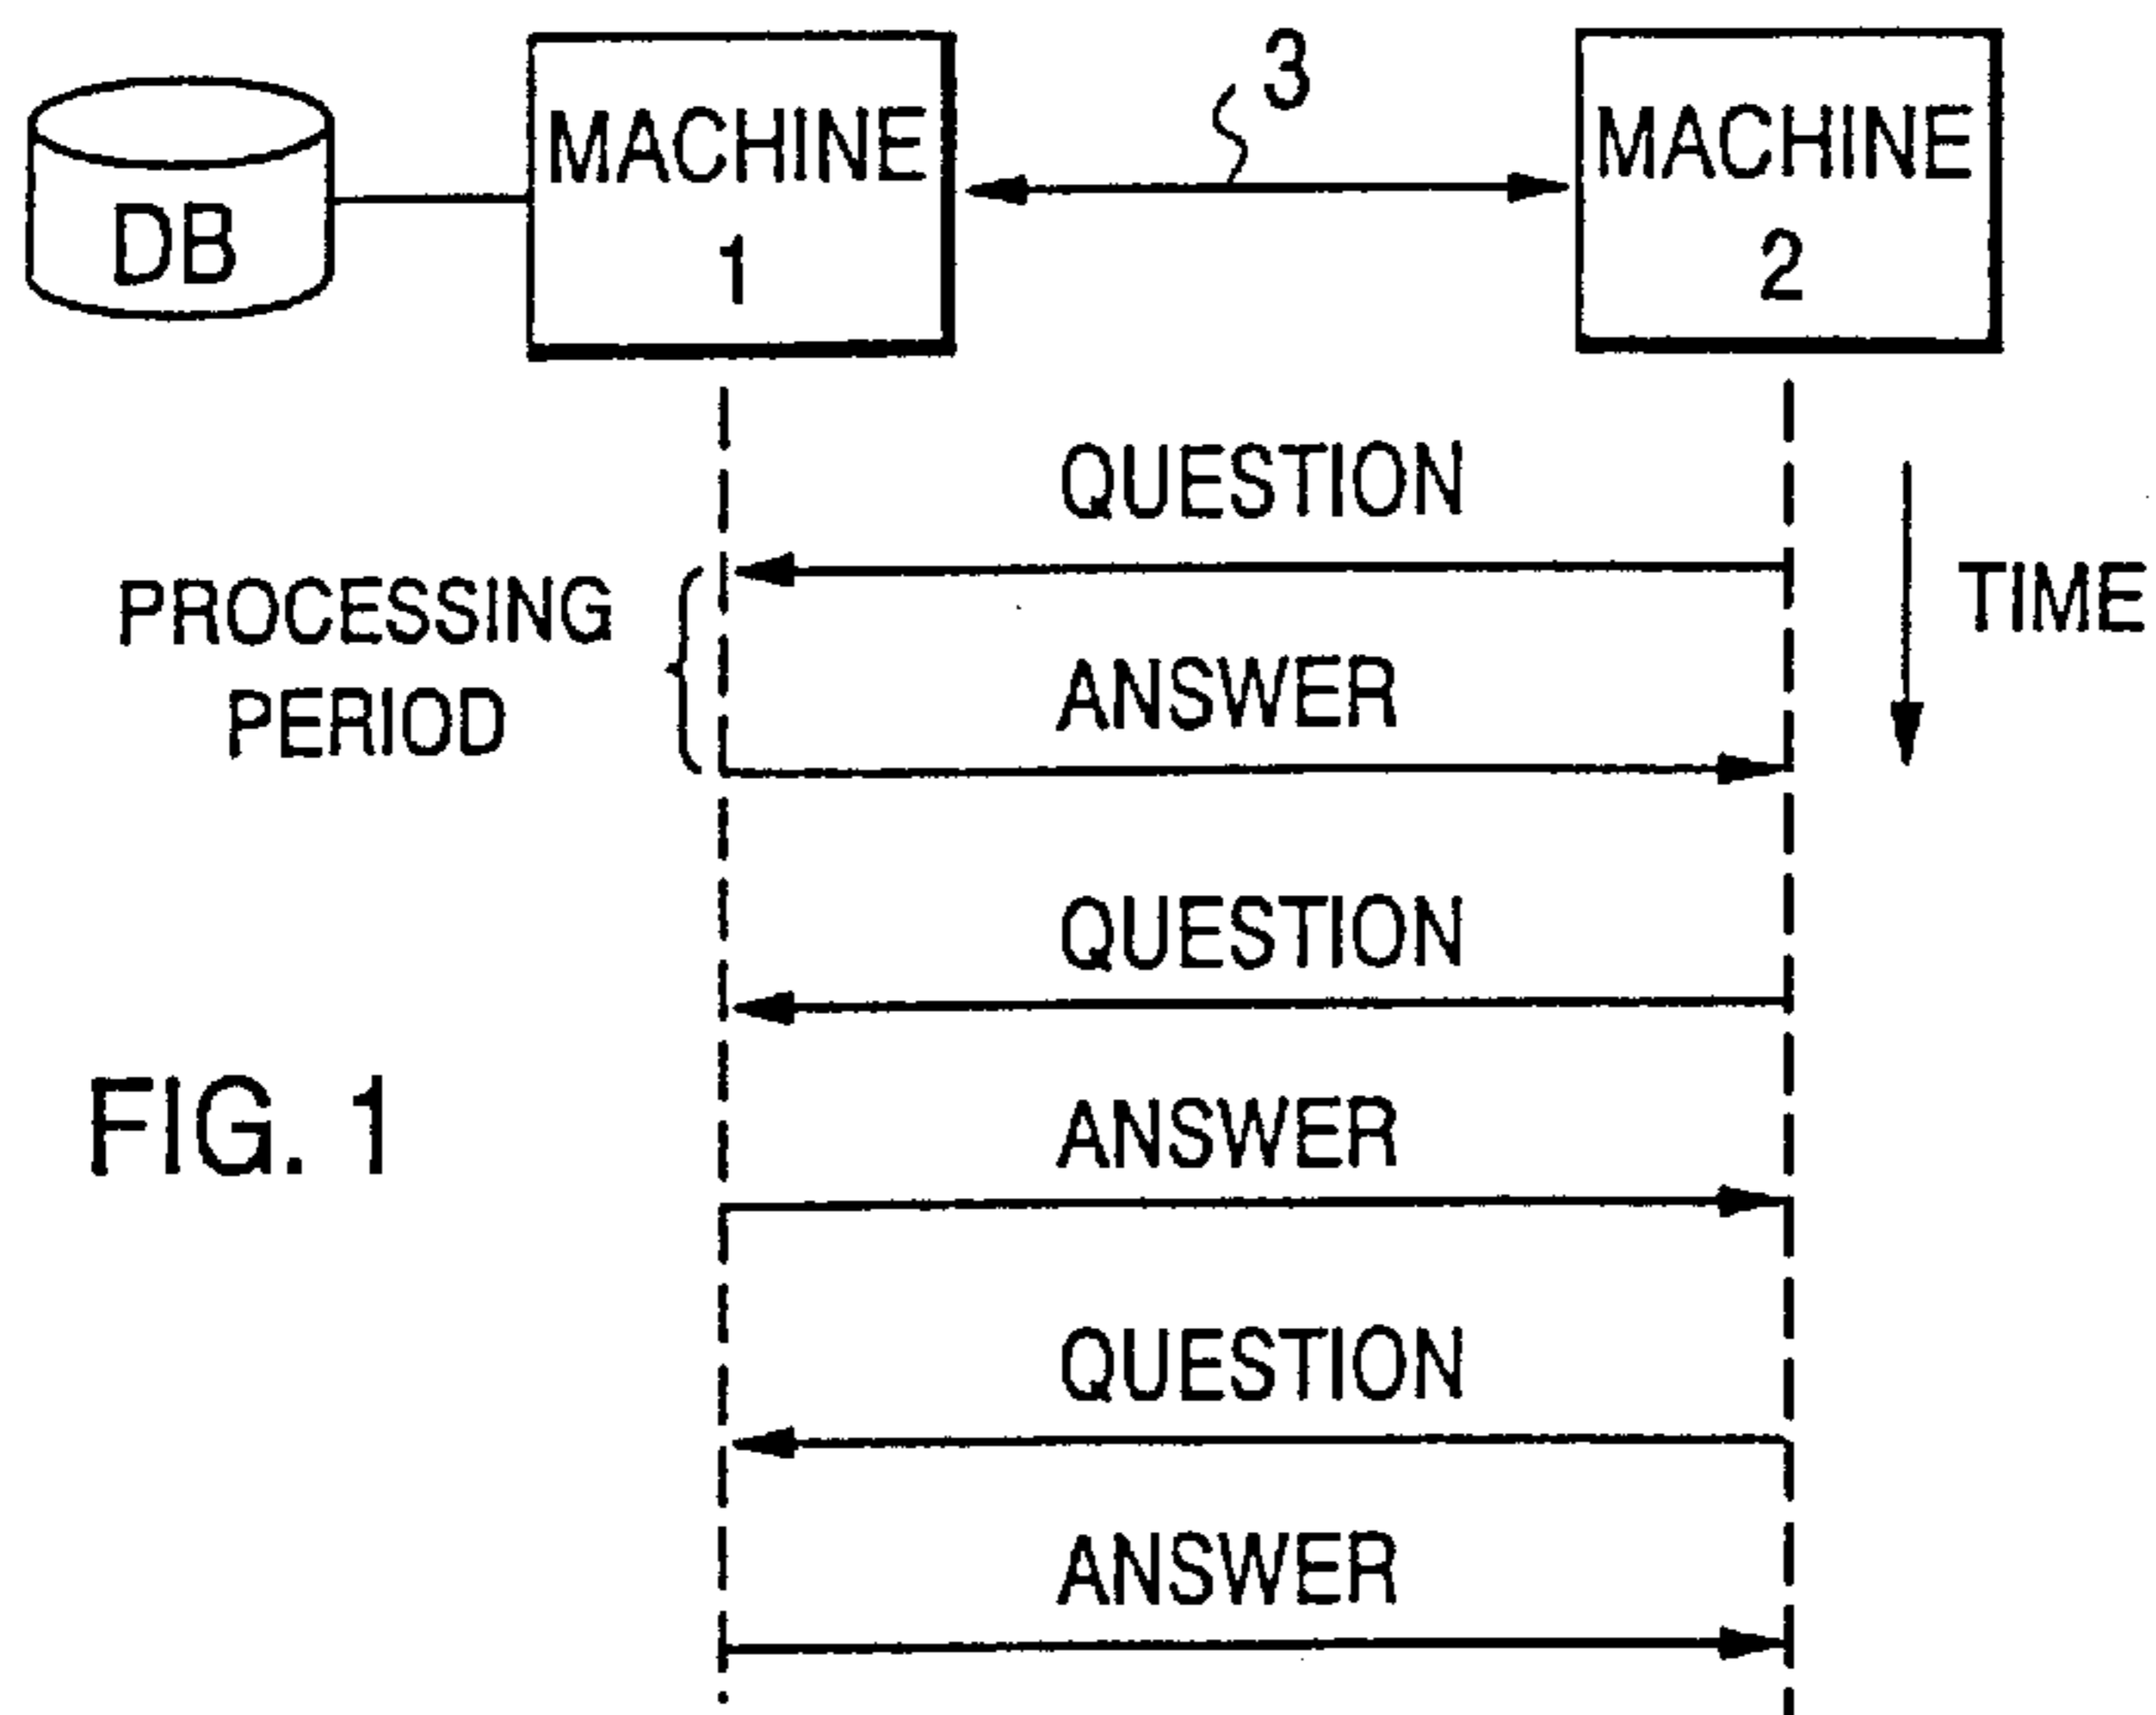 3
MACHINE
1
MACHINE
2
DB
QUESTION
PROCESSING
PERIOD
TIME
ANSWER
QUESTION
FIG. 1
ANSWER
QUESTION
ANSWER